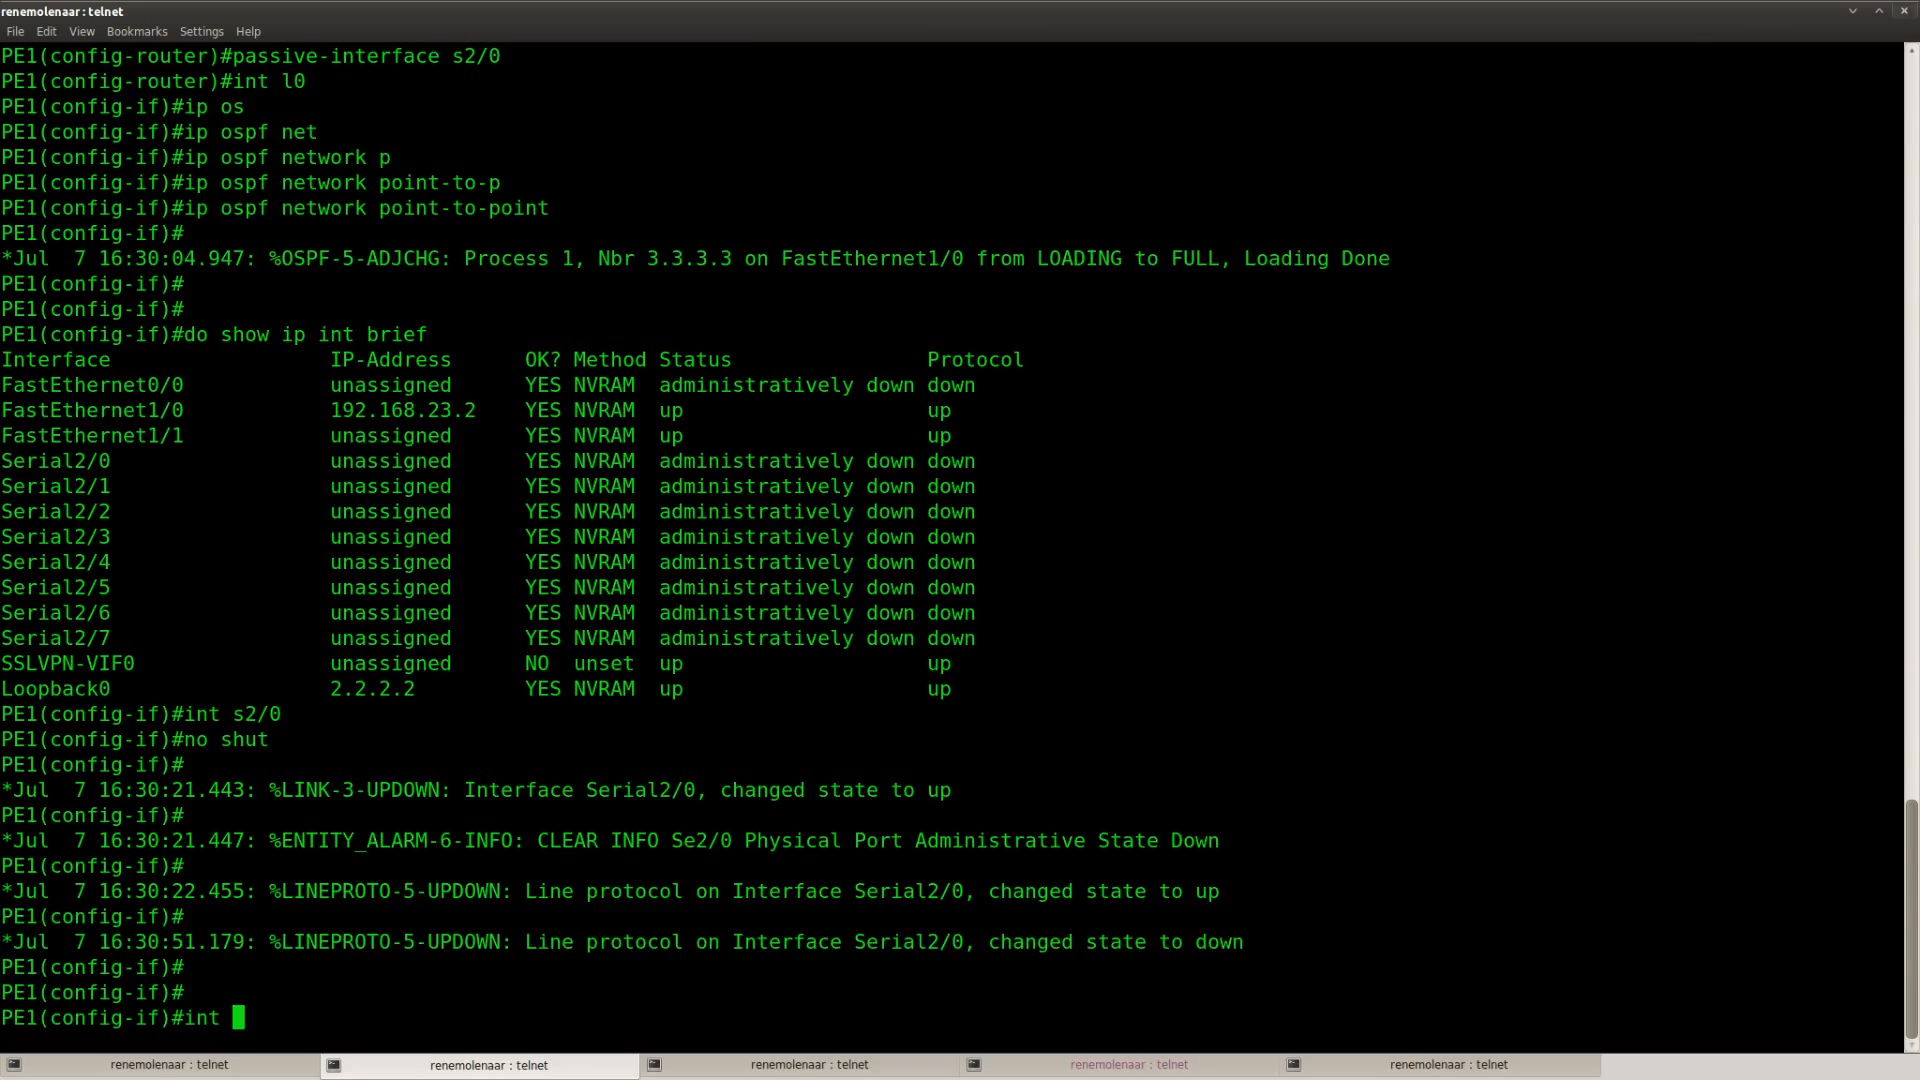 renemolenaar : telnet
File Edit View Bookmarks Settings Help
PE1(config-router)#passive-interface s2/0
PE1(config-router)#int l0
PE1(config-if)#ip os
PE1(config-if)#ip ospf net
PE1(config-if)#ip ospf network p
PE1(config-if)#ip ospf network point-to-p
PE1(config-if)#ip ospf network point-to-point
PE1(config-if)#
*Jul  7 16:30:04.947: %OSPF-5-ADJCHG: Process 1, Nbr 3.3.3.3 on FastEthernet1/0 from LOADING to FULL, Loading Done
PE1(config-if)#
PE1(config-if)#
PE1(config-if)#do show ip int brief
Interface                  IP-Address      OK? Method Status                Protocol
FastEthernet0/0            unassigned      YES NVRAM  administratively down down
FastEthernet1/0            192.168.23.2    YES NVRAM  up                    up
FastEthernet1/1            unassigned      YES NVRAM  up                    up
Serial2/0                  unassigned      YES NVRAM  administratively down down
Serial2/1                  unassigned      YES NVRAM  administratively down down
Serial2/2                  unassigned      YES NVRAM  administratively down down
Serial2/3                  unassigned      YES NVRAM  administratively down down
Serial2/4                  unassigned      YES NVRAM  administratively down down
Serial2/5                  unassigned      YES NVRAM  administratively down down
Serial2/6                  unassigned      YES NVRAM  administratively down down
Serial2/7                  unassigned      YES NVRAM  administratively down down
SSLVPN-VIF0                unassigned      NO  unset  up                    up
Loopback0                  2.2.2.2         YES NVRAM  up                    up
PE1(config-if)#int s2/0
PE1(config-if)#no shut
PE1(config-if)#
*Jul  7 16:30:21.443: %LINK-3-UPDOWN: Interface Serial2/0, changed state to up
PE1(config-if)#
*Jul  7 16:30:21.447: %ENTITY_ALARM-6-INFO: CLEAR INFO Se2/0 Physical Port Administrative State Down
PE1(config-if)#
*Jul  7 16:30:22.455: %LINEPROTO-5-UPDOWN: Line protocol on Interface Serial2/0, changed state to up
PE1(config-if)#
*Jul  7 16:30:51.179: %LINEPROTO-5-UPDOWN: Line protocol on Interface Serial2/0, changed state to down
PE1(config-if)#
PE1(config-if)#
PE1(config-if)#int
renemolenaar : telnet renemolenaar : telnet renemolenaar : telnet renemolenaar : telnet renemolenaar : telnet